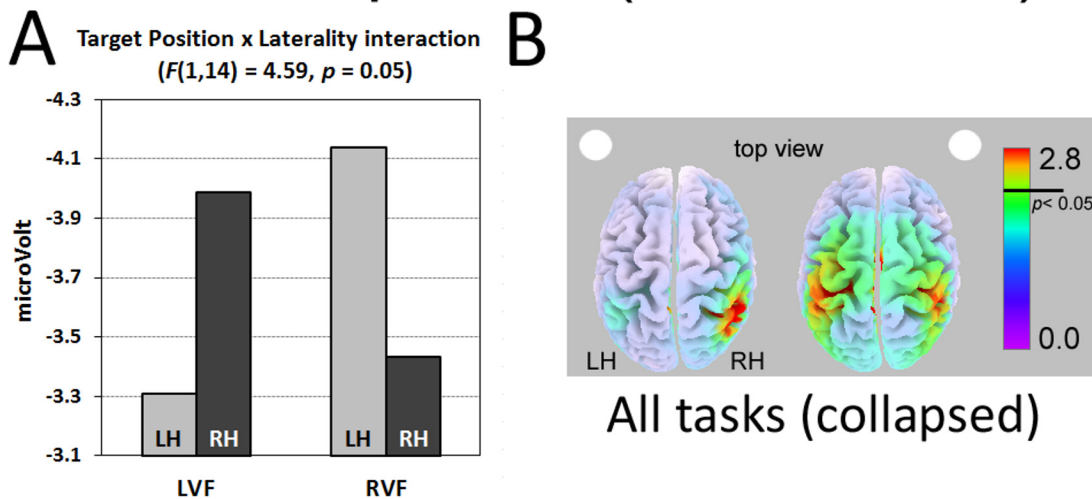 A
Target Position x Laterality interaction
(F(1,14) = 4.59, p = 0.05)
-4.3
-4.1
-3.9
-3.7
-3.5
-3.3
-3.1
microVolt
LH
RH
LH
RH
LVF
RVF
B
top view
2.8
p< 0.05
0.0
LH
RH
All tasks (collapsed)